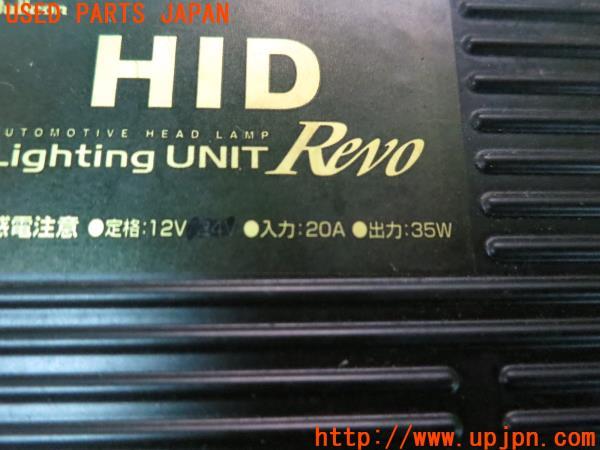 USED PARTS JAPAN
HID
AUTOMOTIVE HEAD LAMP
Lighting UNIT Revo
感電注意 ●定格:12V ●入力:20A ●出力:35W
http://www.upjpn.com/